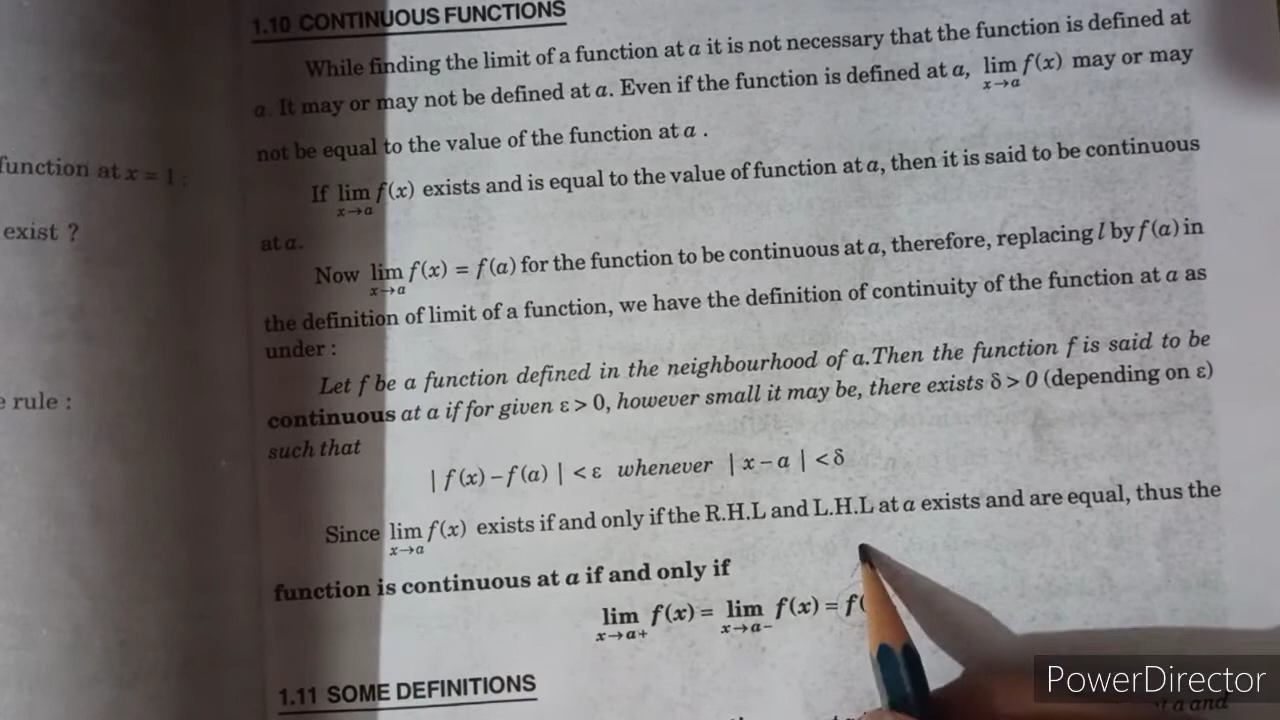 function at x = 1 ;
exist ?
e rule :
1.10 CONTINUOUS FUNCTIONS
While finding the limit of a function at a it is not necessary that the function is defined at
a. It may or may not be defined at a. Even if the function is defined at a, lim f(x) may or may
x→a
not be equal to the value of the function at a .
If lim f(x) exists and is equal to the value of function at a, then it is said to be continuous
x→a
at a.
Now lim f(x) = f(a) for the function to be continuous at a, therefore, replacing l by f(a) in
x→a
the definition of limit of a function, we have the definition of continuity of the function at a as
under :
Let f be a function defined in the neighbourhood of a.Then the function f is said to be
continuous at a if for given ε > 0, however small it may be, there exists δ > 0 (depending on ε)
such that
| f(x) – f(a) | < ε whenever | x – a | < δ
Since lim f(x) exists if and only if the R.H.L and L.H.L at a exists and are equal, thus the
x→a
function is continuous at a if and only if
lim f(x) = lim f(x) = f(
x→a+ x→a–
1.11 SOME DEFINITIONS
a and
PowerDirector